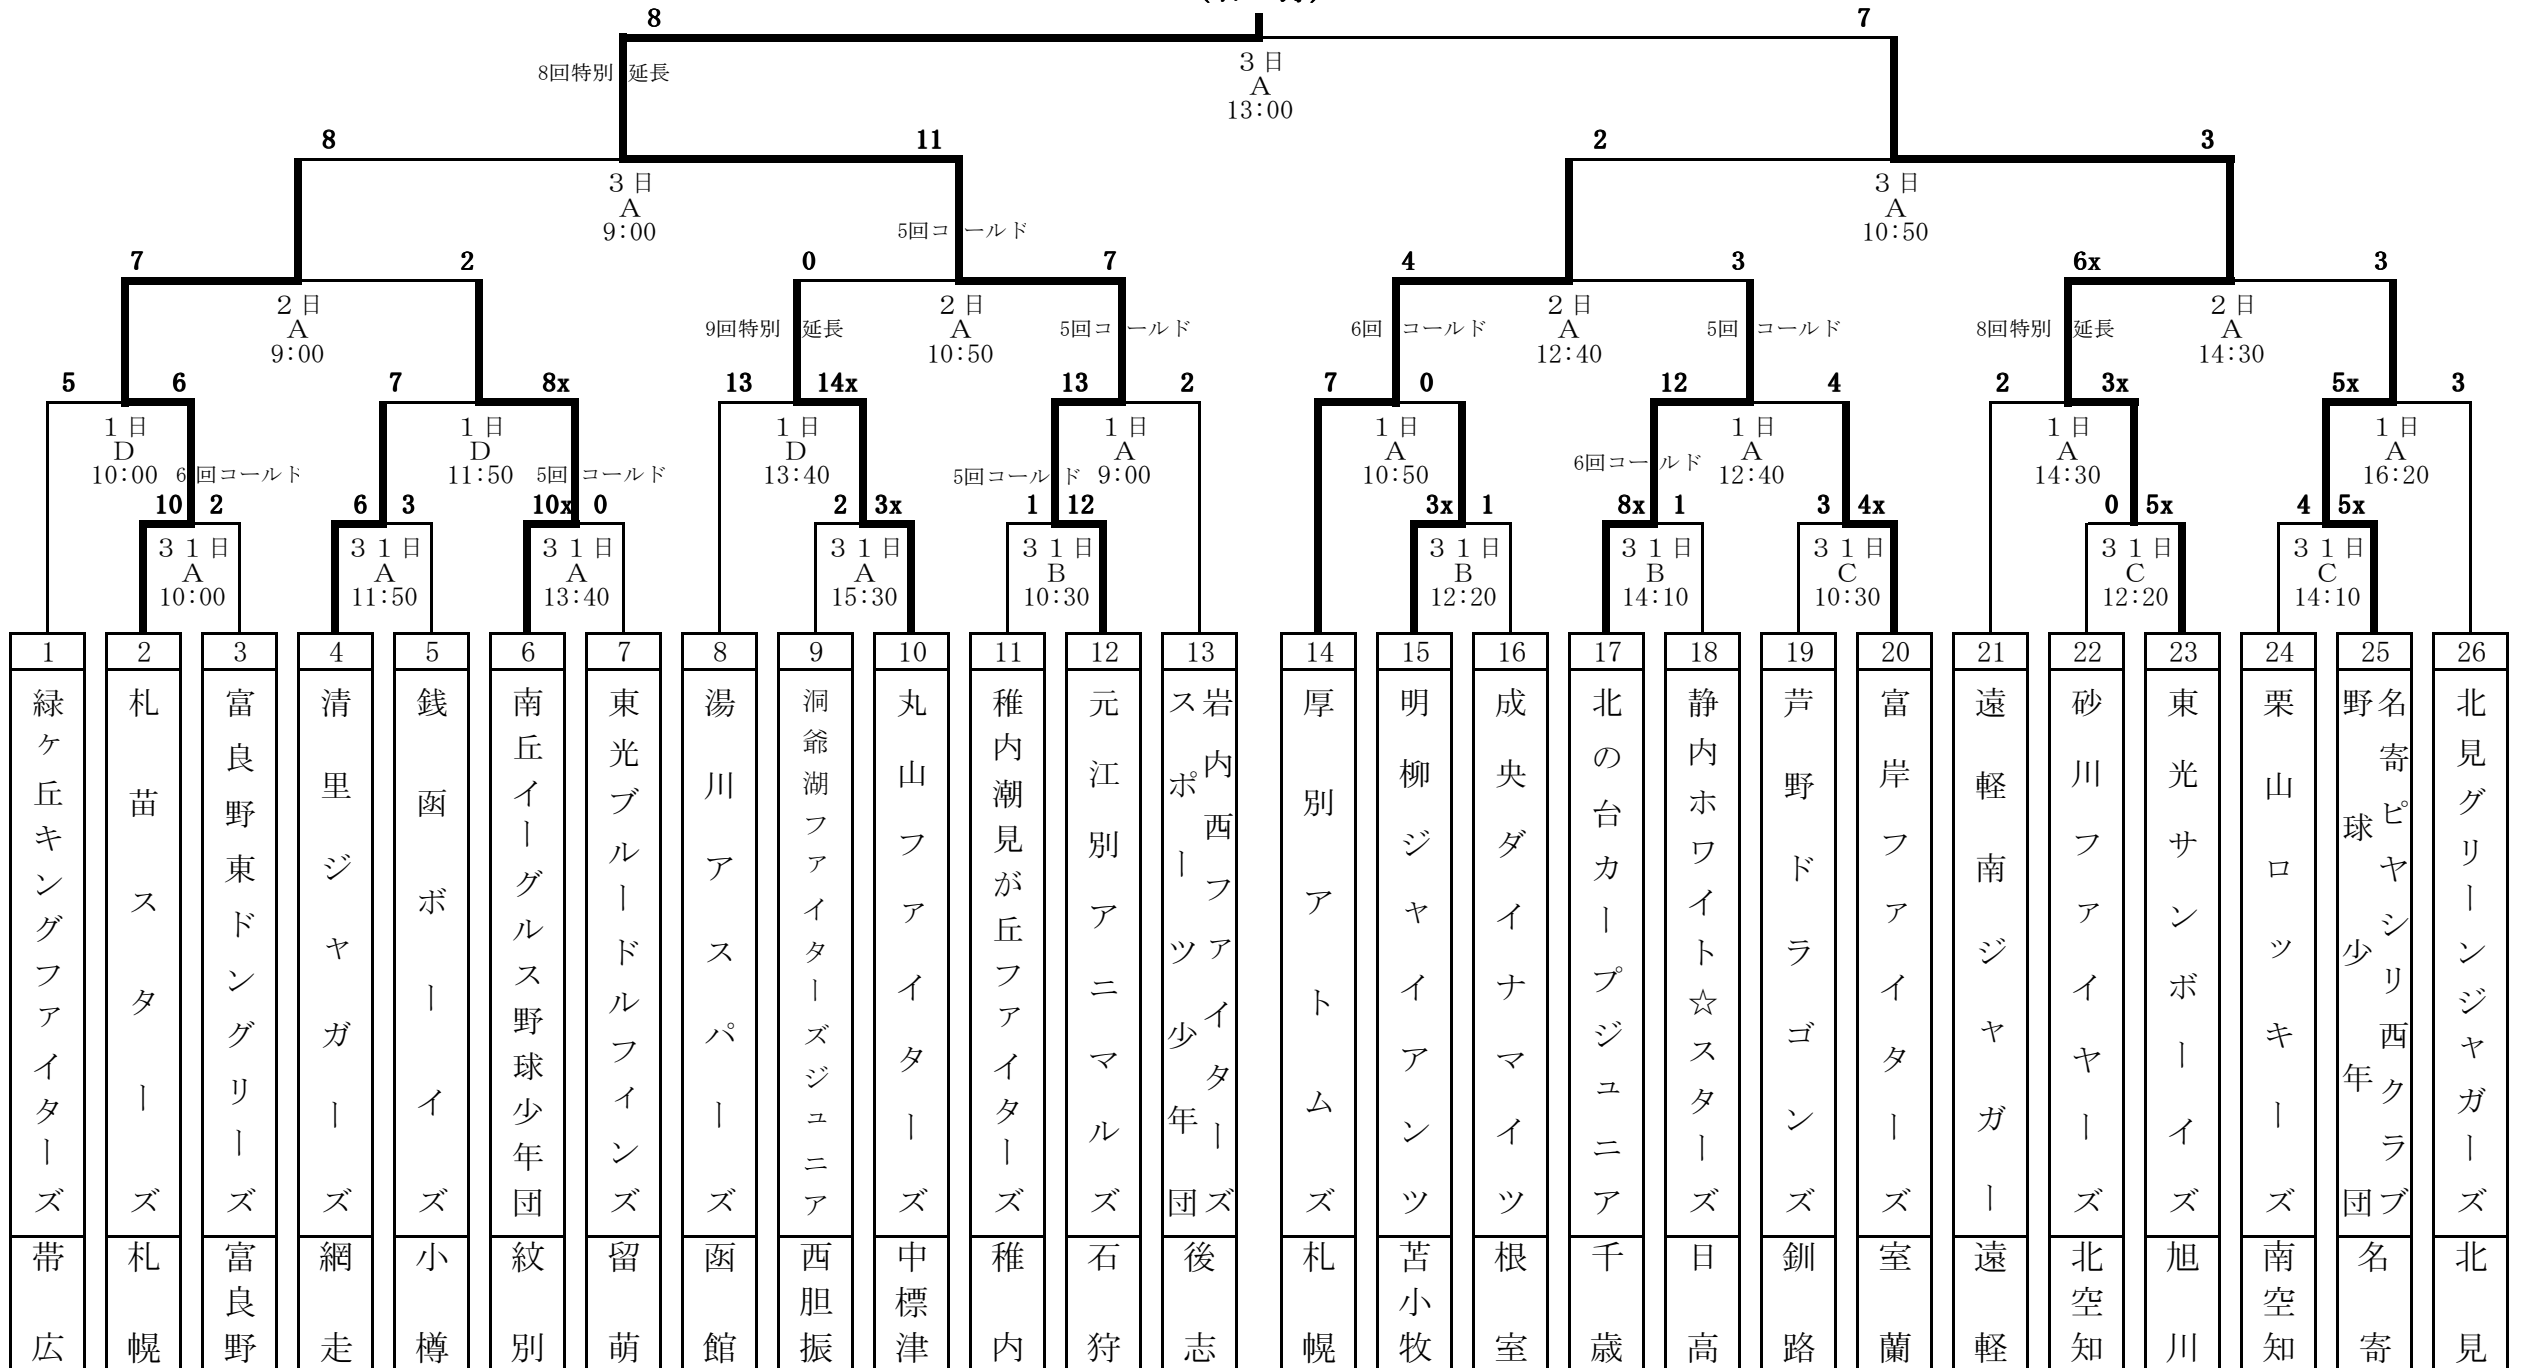 8 7
8回特別 延長
3日
A
13:00
8 11 2 3
3日
A
9:00
5回コールド
3日
A
10:50
7 2 0 7 4 3 6x 3
2日
A
9:00
9回特別 延長
2日
A
10:50
5回コールド
6回 コールド
2日
A
12:40
5回 コールド
8回特別 延長
2日
A
14:30
5 6 7 8x 13 14x 13 2 7 0 12 4 2 3x 5x 3
1日
D
10:00
6回コールド
1日
D
11:50
5回コールド
1日
D
13:40
5回コールド
1日
A
9:00
1日
A
10:50
6回コールド
1日
A
12:40
1日
A
14:30
1日
A
16:20
10 2 6 3 10x 0 2 3x 1 12 3x 1 8x 1 3 4x 0 5x 4 5x
31日
A
10:00
31日
A
11:50
31日
A
13:40
31日
A
15:30
31日
B
10:30
31日
B
12:20
31日
B
14:10
31日
C
10:30
31日
C
12:20
31日
C
14:10
1
緑ヶ丘キングファイターズ
帯広
2
札苗スターズ
札幌
3
富良野東ドングリーズ
富良野
4
清里ジャガーズ
網走
5
銭函ボーイズ
小樽
6
南丘イーグルス野球少年団
紋別
7
東光ブルードルフィンズ
留萌
8
湯川アスパーズ
函館
9
洞爺湖ファイターズジュニア
西胆振
10
丸山ファイターズ
中標津
11
稚内潮見が丘ファイターズ
稚内
12
元江別アニマルズ
石狩
13
岩内西ファイターズ
スポーツ少年団
後志
14
厚別アトムズ
札幌
15
明柳ジャイアンツ
苫小牧
16
成央ダイナマイツ
根室
17
北の台カープジュニア
千歳
18
静内ホワイト☆スターズ
日高
19
芦野ドラゴンズ
釧路
20
富岸ファイターズ
室蘭
21
遠軽南ジャガー
遠軽
22
砂川ファイヤーズ
北空知
23
東光サンボーイズ
旭川
24
栗山ロッキーズ
南空知
25
名寄ピヤシリ西クラブ
野球少年団
名寄
26
北見グリーンジャガーズ
北見